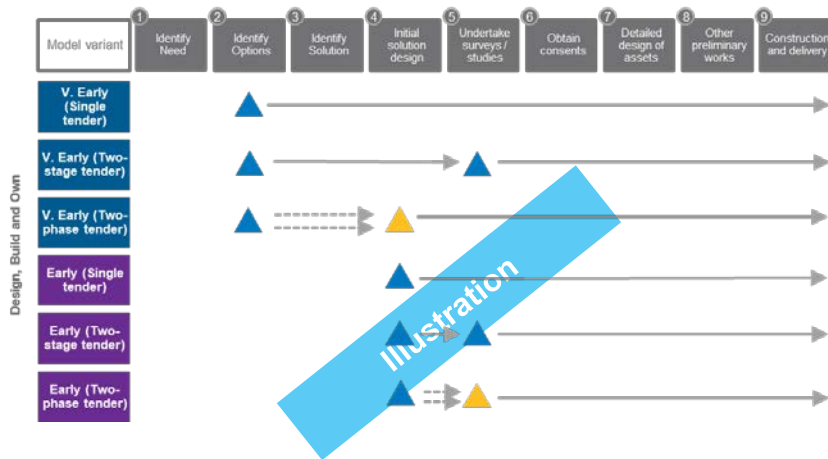 1 2 3 4 5 6 7 8 9
Model variant
Identify
Need
Identify
Options
Identify
Solution
Initial
solution
design
Undertake
surveys /
studies
Obtain
consents
Detailed
design of
assets
Other
preliminary
works
Construction
and delivery
Design, Build and Own
V. Early
(Single
tender)
V. Early (Two-
stage tender)
V. Early (Two-
phase tender)
Early (Single
tender)
Early (Two-
stage tender)
Early (Two-
phase tender)
Illustration